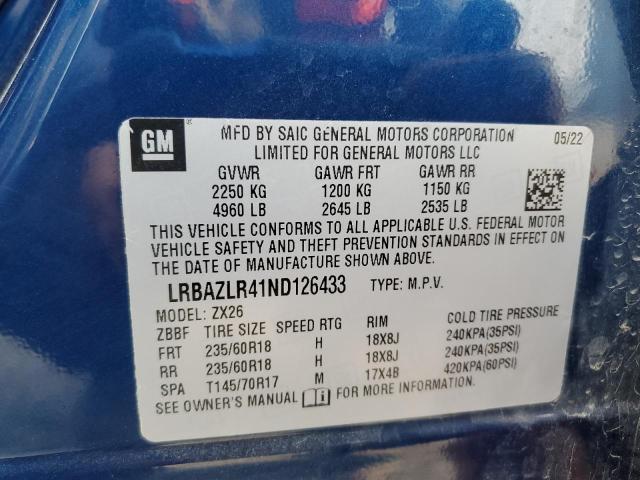 GM
MFD BY SAIC GENERAL MOTORS CORPORATION 05/22
LIMITED FOR GENERAL MOTORS LLC
GVWR GAWR FRT GAWR RR
2250 KG 1200 KG 1150 KG
4960 LB 2645 LB 2535 LB
THIS VEHICLE CONFORMS TO ALL APPLICABLE U.S. FEDERAL MOTOR
VEHICLE SAFETY AND THEFT PREVENTION STANDARDS IN EFFECT ON
THE DATE OF MANUFACTURE SHOWN ABOVE.
LRBAZLR41ND126433 TYPE: M.P.V.
MODEL: ZX26
ZBBF TIRE SIZE SPEED RTG RIM COLD TIRE PRESSURE
FRT 235/60R18 H 18X8J 240KPA(35PSI)
RR 235/60R18 H 18X8J 240KPA(35PSI)
SPA T145/70R17 M 17X4B 420KPA(60PSI)
SEE OWNER'S MANUAL FOR MORE INFORMATION